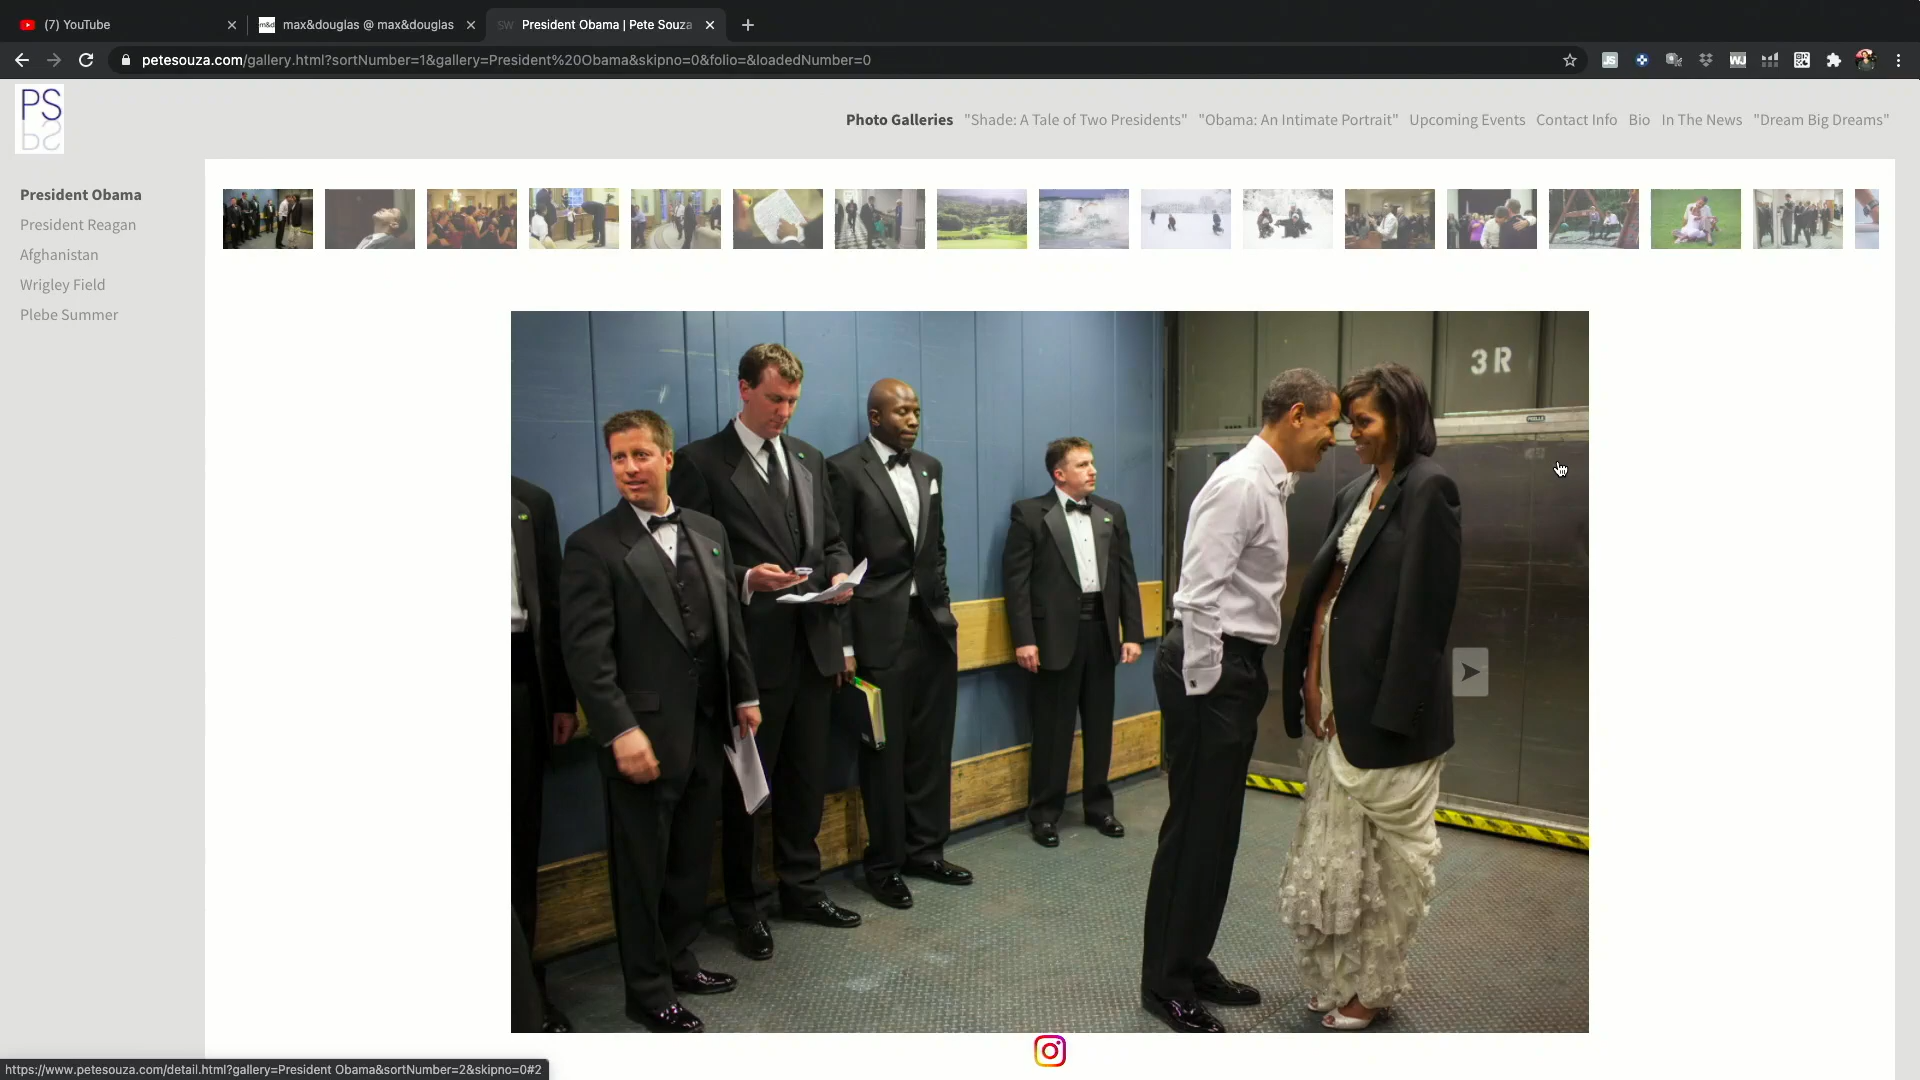 (7) YouTube
m&d
max&douglas @ max&douglas
SW
President Obama | Pete Souza
petesouza.com/gallery.html?sortNumber=1&gallery=President%20Obama&skipno=0&folio=&loadedNumber=0
PS
PS
Photo Galleries
"Shade: A Tale of Two Presidents"
"Obama: An Intimate Portrait"
Upcoming Events
Contact Info
Bio
In The News
"Dream Big Dreams"
President Obama
President Reagan
Afghanistan
Wrigley Field
Plebe Summer
3R
https://www.petesouza.com/detail.html?gallery=President Obama&sortNumber=2&skipno=0#2